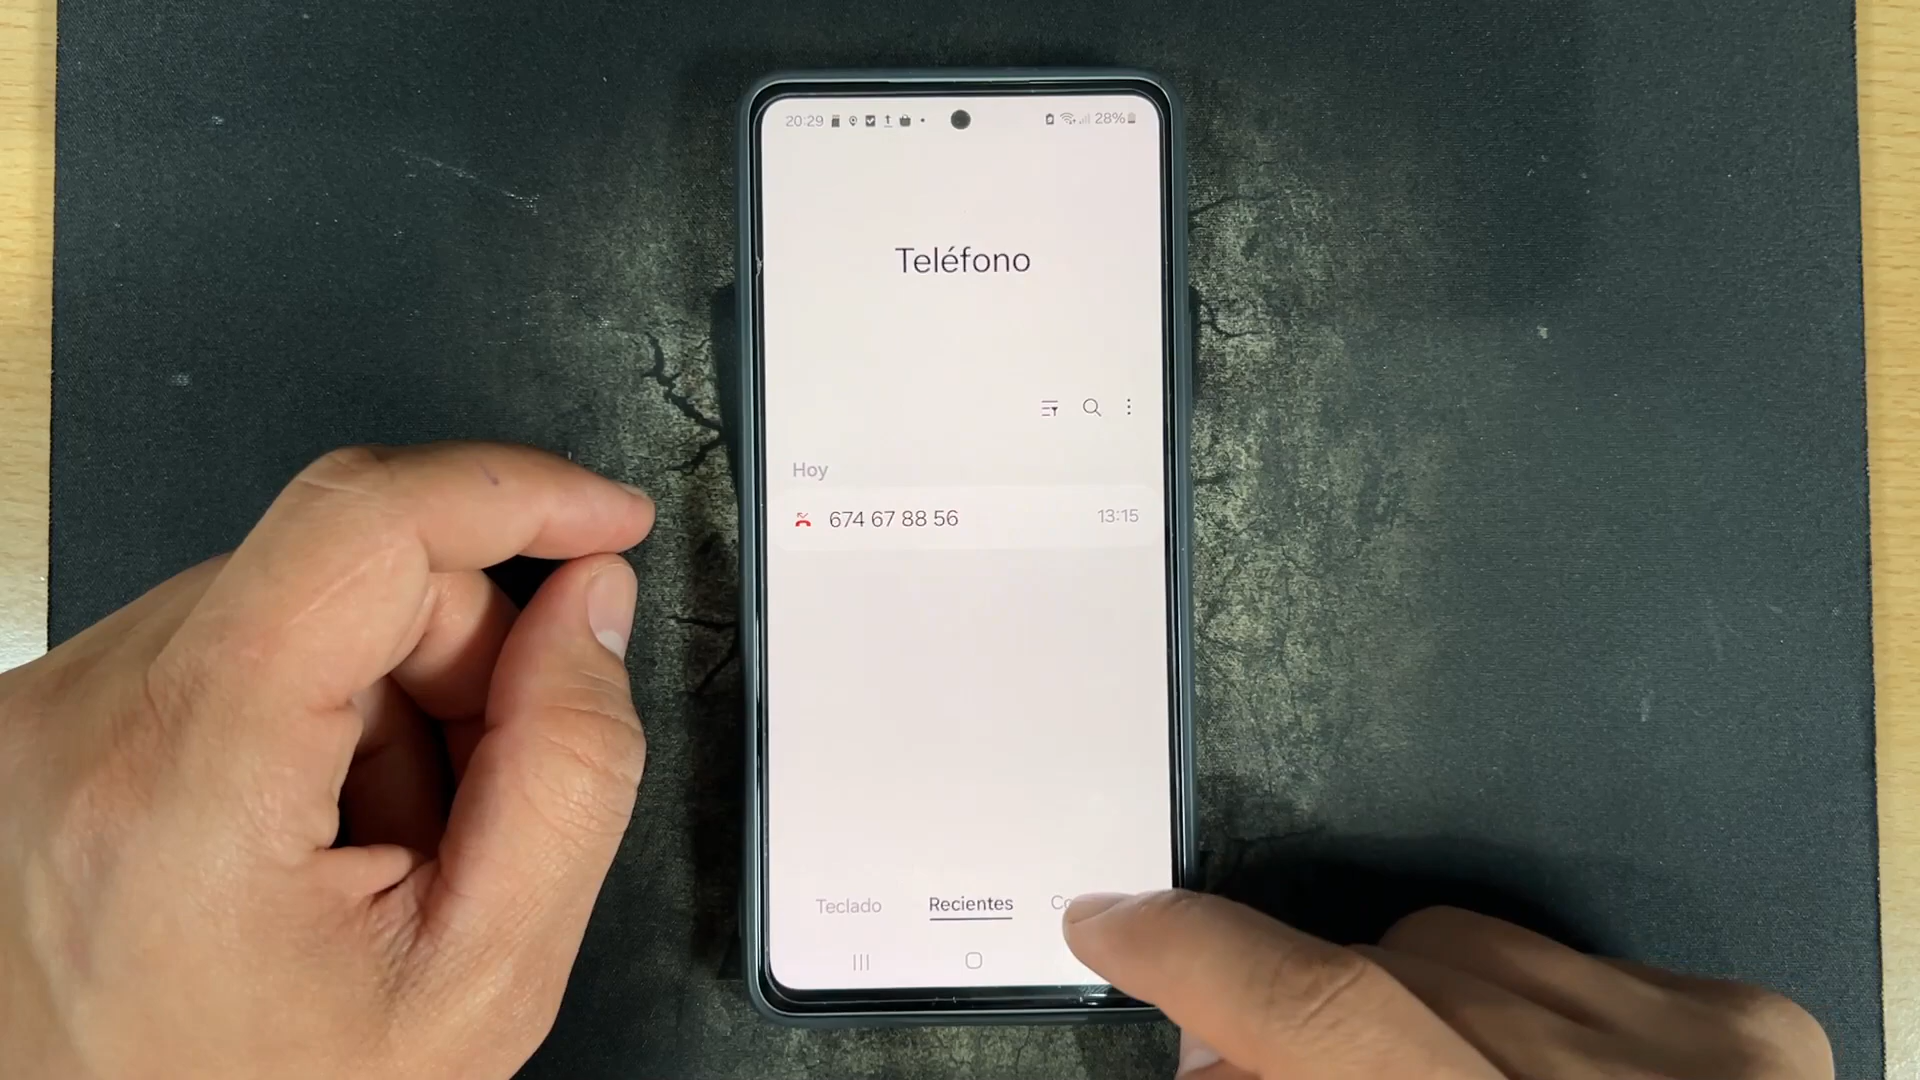 20:29
28%
Teléfono
Hoy
674 67 88 56
13:15
Teclado
Recientes